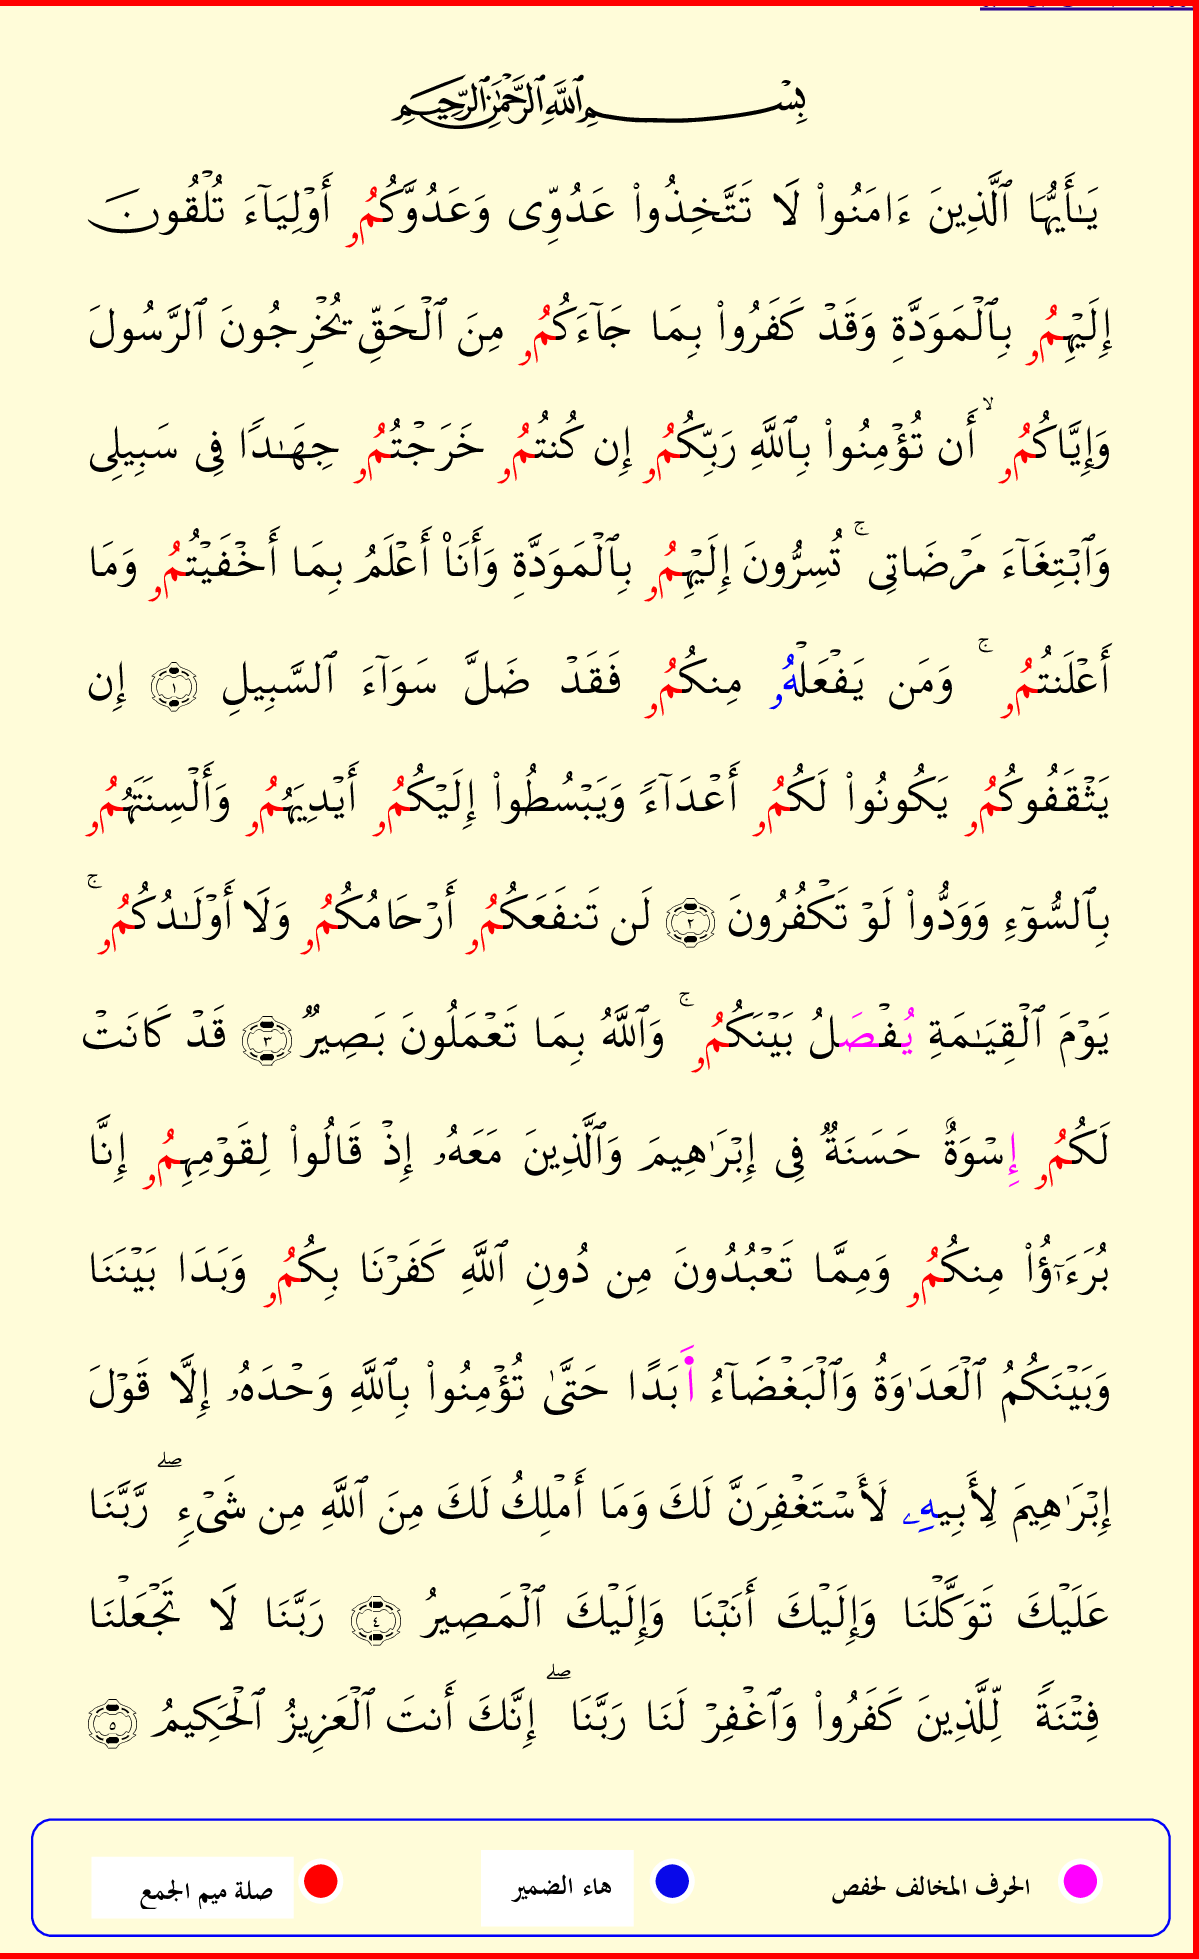 بِسْمِ ٱللَّهِ ٱلرَّحْمَٰنِ ٱلرَّحِيمِ
يَـٰٓأَيُّهَا ٱلَّذِينَ ءَامَنُوا۟ لَا تَتَّخِذُوا۟ عَدُوِّى وَعَدُوَّكُمُۥ أَوْلِيَآءَ تُلْقُونَ
إِلَيْهِمُۥ بِٱلْمَوَدَّةِ وَقَدْ كَفَرُوا۟ بِمَا جَآءَكُمُۥ مِنَ ٱلْحَقِّ يُخْرِجُونَ ٱلرَّسُولَ
وَإِيَّاكُمُۥ ۙ أَن تُؤْمِنُوا۟ بِٱللَّهِ رَبِّكُمُۥ إِن كُنتُمُۥ خَرَجْتُمُۥ جِهَـٰدًا فِى سَبِيلِى
وَٱبْتِغَآءَ مَرْضَاتِى ۚ تُسِرُّونَ إِلَيْهِمُۥ بِٱلْمَوَدَّةِ وَأَنَا۠ أَعْلَمُ بِمَا أَخْفَيْتُمُۥ وَمَا
أَعْلَنتُمُۥ ۚ وَمَن يَفْعَلْهُۥ مِنكُمُۥ فَقَدْ ضَلَّ سَوَآءَ ٱلسَّبِيلِ ١ إِن
يَثْقَفُوكُمُۥ يَكُونُوا۟ لَكُمُۥ أَعْدَآءً وَيَبْسُطُوا۟ إِلَيْكُمُۥ أَيْدِيَهُمُۥ وَأَلْسِنَتَهُمُۥ
بِٱلسُّوٓءِ وَوَدُّوا۟ لَوْ تَكْفُرُونَ ٢ لَن تَنفَعَكُمُۥ أَرْحَامُكُمُۥ وَلَا أَوْلَـٰدُكُمُۥ ۚ
يَوْمَ ٱلْقِيَـٰمَةِ يُفْصَلُ بَيْنَكُمُۥ ۚ وَٱللَّهُ بِمَا تَعْمَلُونَ بَصِيرٌ ٣ قَدْ كَانَتْ
لَكُمُۥ إِسْوَةٌ حَسَنَةٌ فِى إِبْرَٰهِيمَ وَٱلَّذِينَ مَعَهُۥ إِذْ قَالُوا۟ لِقَوْمِهِمُۥ إِنَّا
بُرَءَٰٓؤُا۟ مِنكُمُۥ وَمِمَّا تَعْبُدُونَ مِن دُونِ ٱللَّهِ كَفَرْنَا بِكُمُۥ وَبَدَا بَيْنَنَا
وَبَيْنَكُمُ ٱلْعَدَٰوَةُ وَٱلْبَغْضَآءُ أَبَدًا حَتَّىٰ تُؤْمِنُوا۟ بِٱللَّهِ وَحْدَهُۥ إِلَّا قَوْلَ
إِبْرَٰهِيمَ لِأَبِيهِۦ لَأَسْتَغْفِرَنَّ لَكَ وَمَا أَمْلِكُ لَكَ مِنَ ٱللَّهِ مِن شَىْءٍ ۖ رَّبَّنَا
عَلَيْكَ تَوَكَّلْنَا وَإِلَيْكَ أَنَبْنَا وَإِلَيْكَ ٱلْمَصِيرُ ٤ رَبَّنَا لَا تَجْعَلْنَا
فِتْنَةً لِّلَّذِينَ كَفَرُوا۟ وَٱغْفِرْ لَنَا رَبَّنَا ۖ إِنَّكَ أَنتَ ٱلْعَزِيزُ ٱلْحَكِيمُ ٥
الحرف المخالف لحفص هاء الضمير صلة ميم الجمع